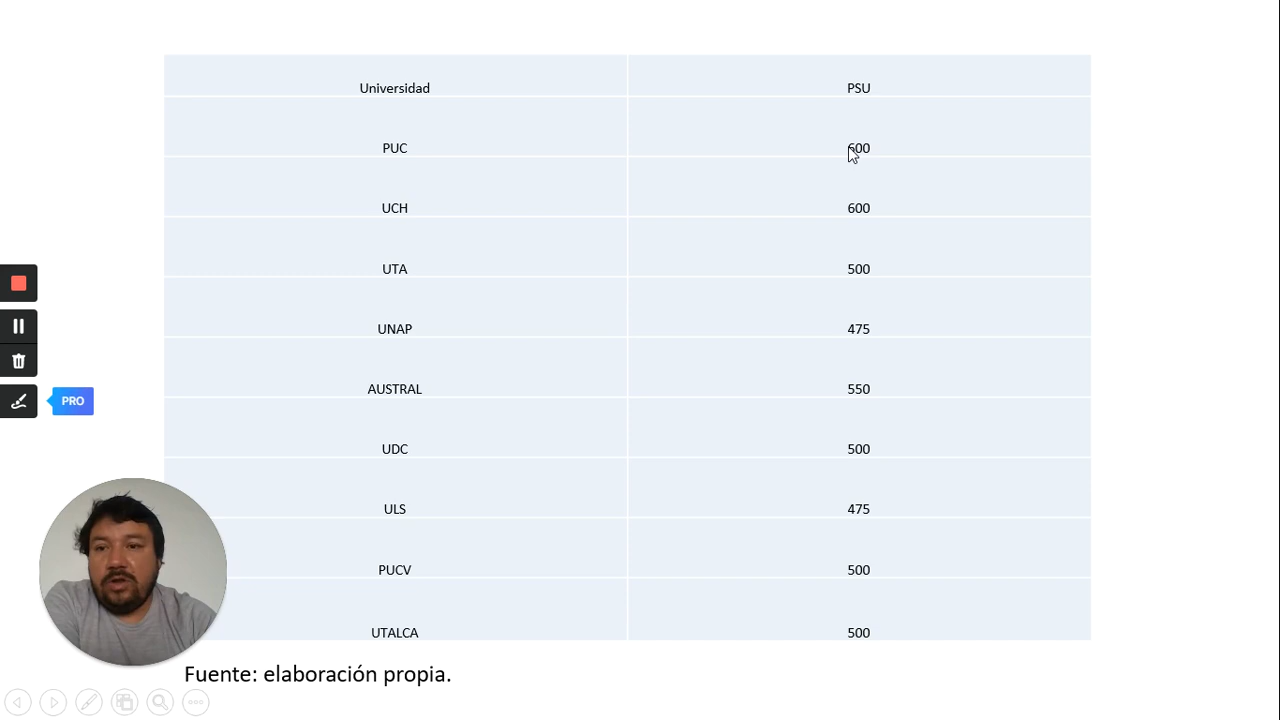 Universidad PSU
PUC 600
UCH 600
UTA 500
UNAP 475
AUSTRAL 550
UDC 500
ULS 475
PUCV 500
UTALCA 500
PRO
Fuente: elaboración propia.